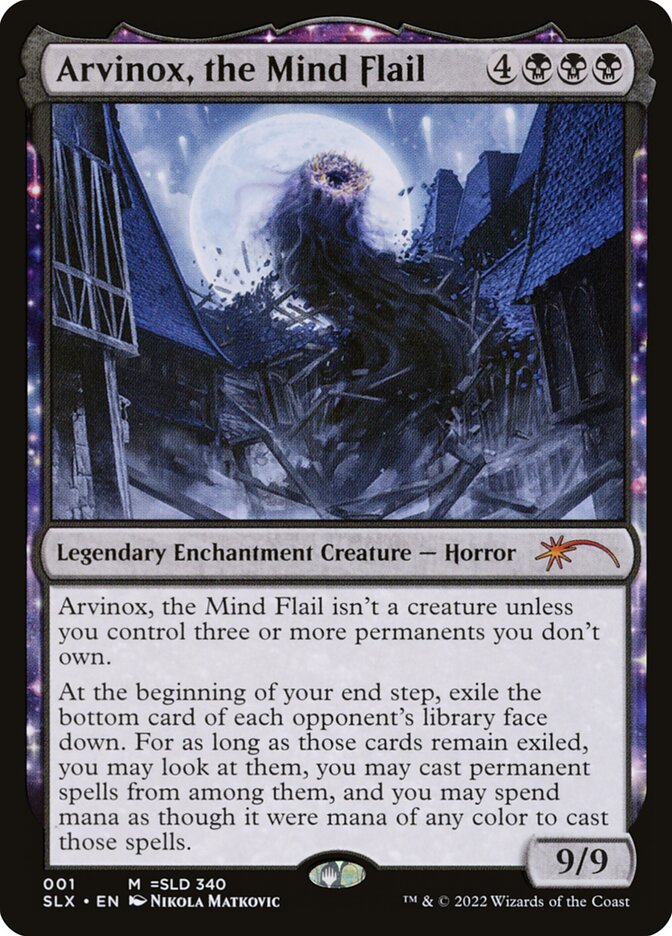 Arvinox, the Mind Flail 4
Legendary Enchantment Creature — Horror
Arvinox, the Mind Flail isn't a creature unless
you control three or more permanents you don't
own.
At the beginning of your end step, exile the
bottom card of each opponent's library face
down. For as long as those cards remain exiled,
you may look at them, you may cast permanent
spells from among them, and you may spend
mana as though it were mana of any color to cast
those spells.
9/9
001 M =SLD 340
SLX • EN Nikola Matkovic ™ & © 2022 Wizards of the Coast